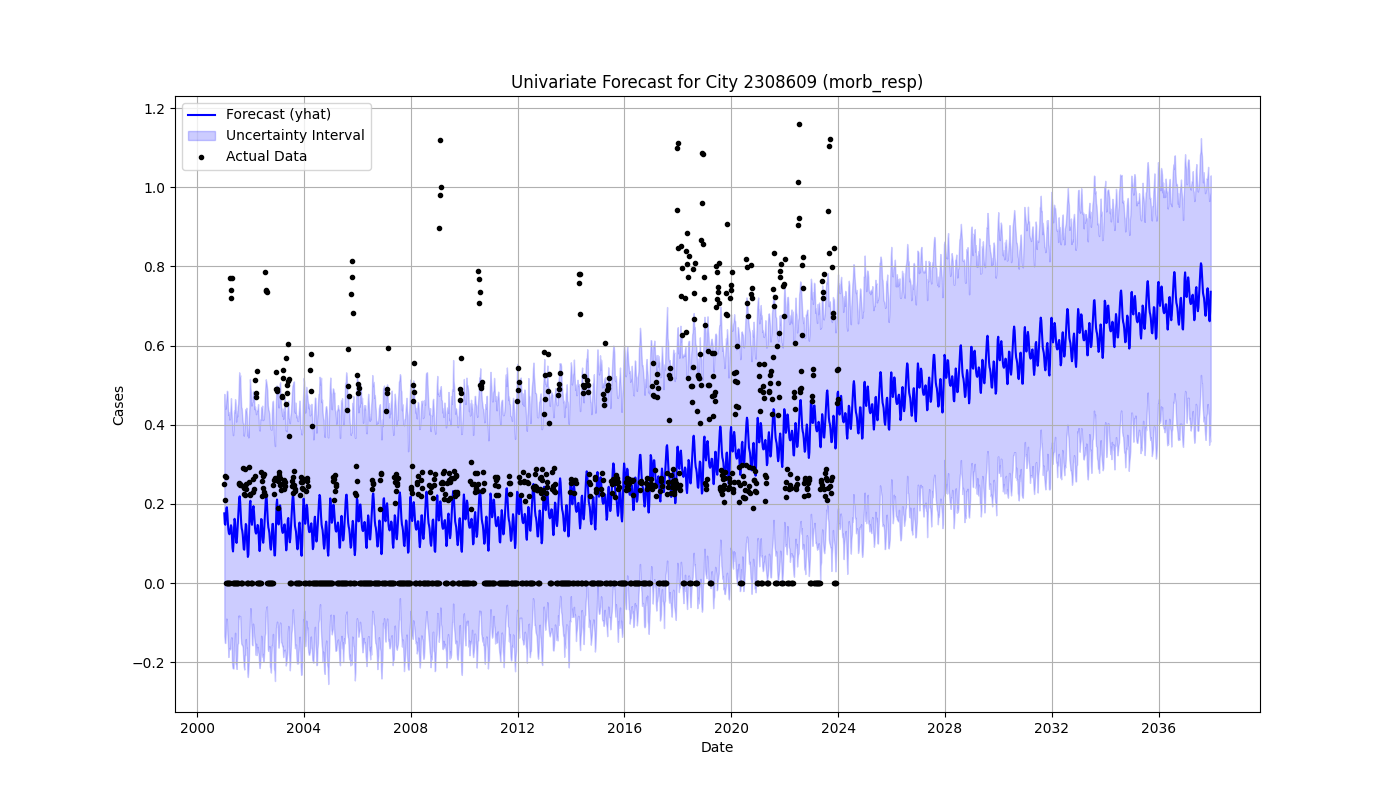 Univariate Forecast for City 2308609 (morb_resp)
Forecast (yhat)
Uncertainty Interval
Actual Data
1.2
1.0
0.8
0.6
0.4
0.2
0.0
−0.2
Cases
2000 2004 2008 2012 2016 2020 2024 2028 2032 2036
Date